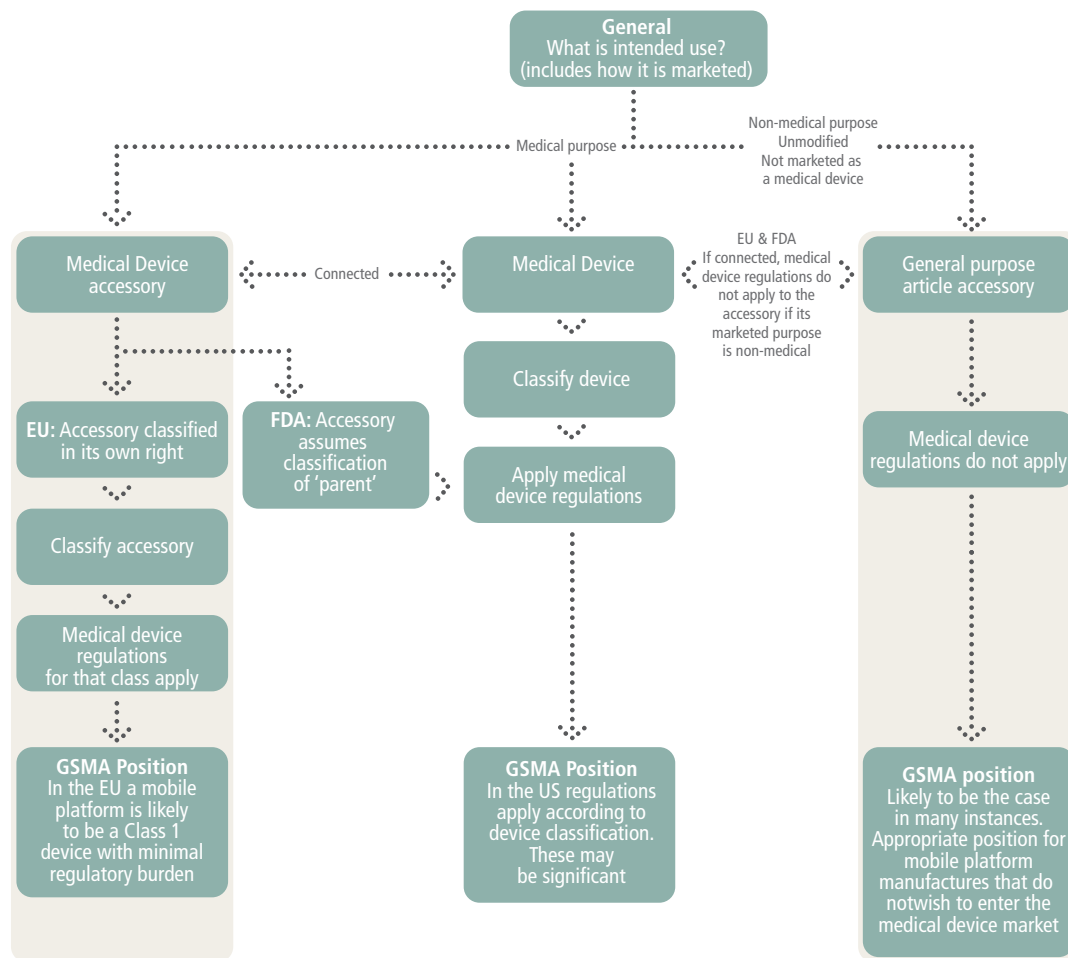 General
What is intended use?
(includes how it is marketed)
Medical purpose
Non-medical purpose
Unmodified
Not marketed as
a medical device
Medical Device
accessory
Connected
Medical Device
EU & FDA
If connected, medical
device regulations do
not apply to the
accessory if its
marketed purpose
is non-medical
General purpose
article accessory
Classify device
EU: Accessory classified
in its own right
FDA: Accessory
assumes
classification
of ‘parent’
Apply medical
device regulations
Medical device
regulations do not apply
Classify accessory
Medical device
regulations
for that class apply
GSMA Position
In the EU a mobile
platform is likely
to be a Class 1
device with minimal
regulatory burden
GSMA Position
In the US regulations
apply according to
device classification.
These may
be significant
GSMA position
Likely to be the case
in many instances.
Appropriate position for
mobile platform
manufactures that do
notwish to enter the
medical device market